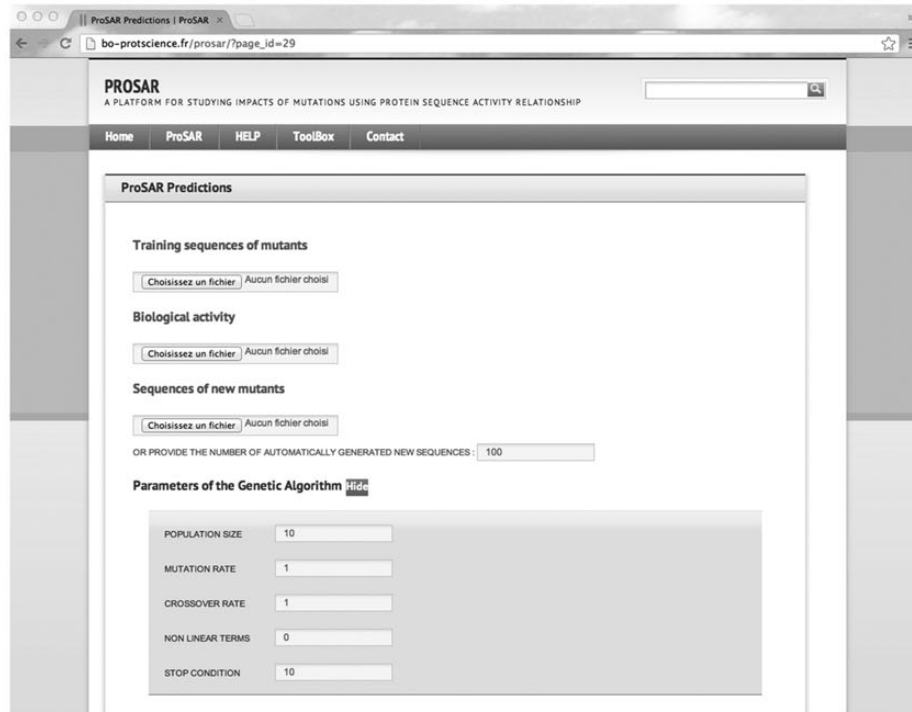 ProSAR Predictions | ProSAR ×
bo-protscience.fr/prosar/?page_id=29
PROSAR
A PLATFORM FOR STUDYING IMPACTS OF MUTATIONS USING PROTEIN SEQUENCE ACTIVITY RELATIONSHIP
Home ProSAR HELP ToolBox Contact
ProSAR Predictions
Training sequences of mutants
Choisissez un fichier Aucun fichier choisi
Biological activity
Choisissez un fichier Aucun fichier choisi
Sequences of new mutants
Choisissez un fichier Aucun fichier choisi
OR PROVIDE THE NUMBER OF AUTOMATICALLY GENERATED NEW SEQUENCES : 100
Parameters of the Genetic Algorithm Hide
POPULATION SIZE 10
MUTATION RATE 1
CROSSOVER RATE 1
NON LINEAR TERMS 0
STOP CONDITION 10